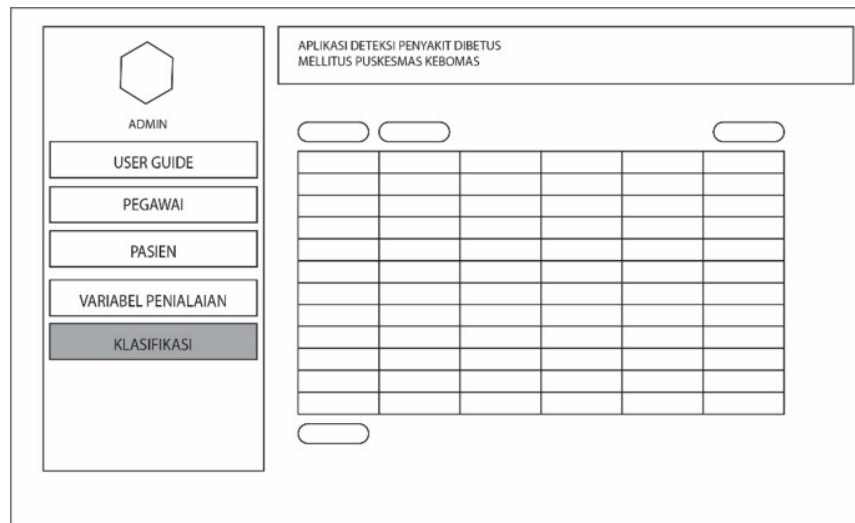 APLIKASI DETEKSI PENYAKIT DIBETUS
MELLITUS PUSKESMAS KEBOMAS
ADMIN
USER GUIDE
PEGAWAI
PASIEN
VARIABEL PENIALAIAN
KLASIFIKASI